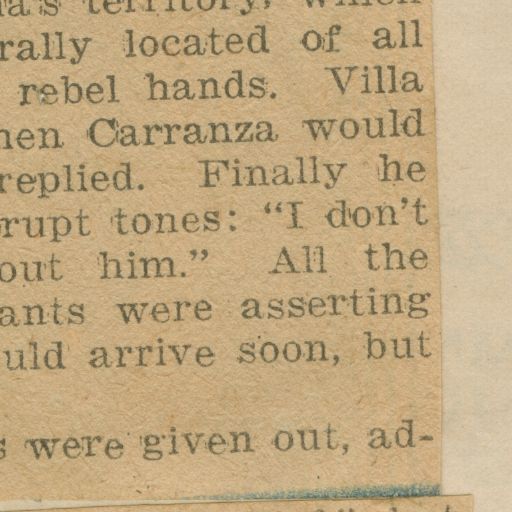 la's territory, which
rally located of all
rebel hands. Villa
hen Carranza would
replied. Finally he
rupt tones: "I don't
out him." All the
ants were asserting
uld arrive soon, but
s were given out, ad-